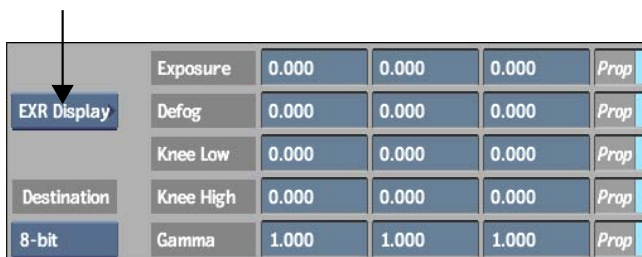 Exposure 0.000 0.000 0.000 Prop
EXR Display Defog 0.000 0.000 0.000 Prop
Knee Low 0.000 0.000 0.000 Prop
Destination Knee High 0.000 0.000 0.000 Prop
8-bit Gamma 1.000 1.000 1.000 Prop